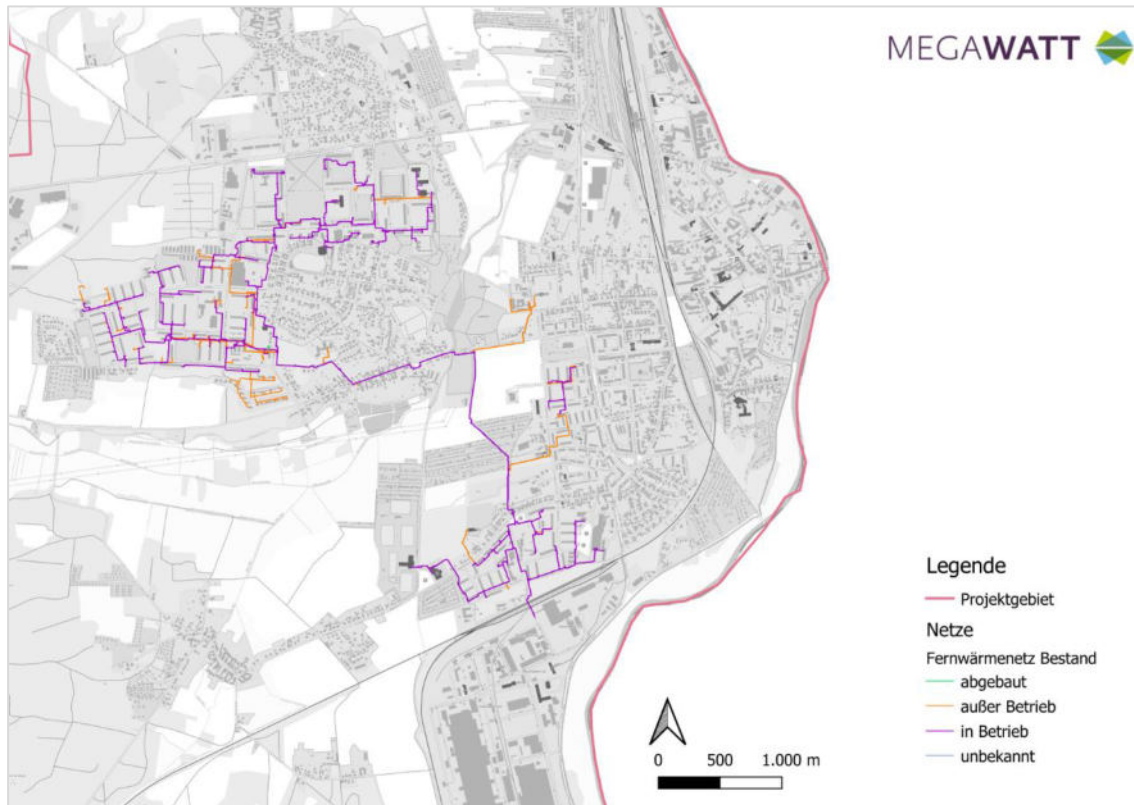 MEGAWATT
Legende
Projektgebiet
Netze
Fernwärmenetz Bestand
abgebaut
außer Betrieb
in Betrieb
unbekannt
0 500 1.000 m